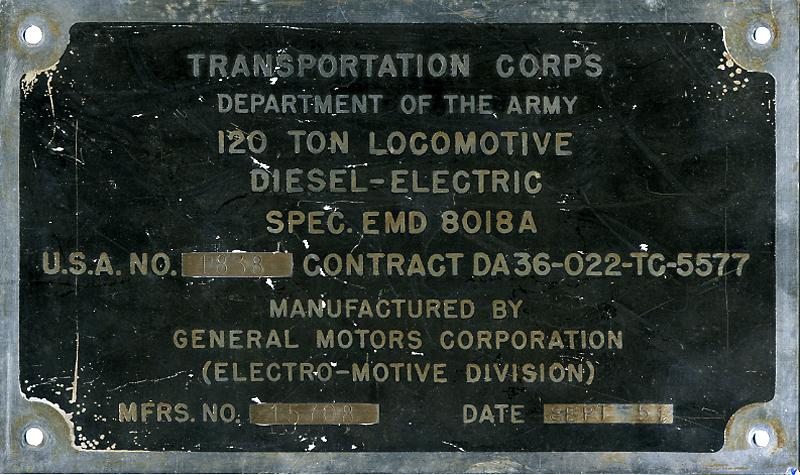 TRANSPORTATION CORPS
DEPARTMENT OF THE ARMY
120 TON LOCOMOTIVE
DIESEL-ELECTRIC
SPEC. EMD 8018A
U.S.A. NO. 1838 CONTRACT DA36-022-TC-5577
MANUFACTURED BY
GENERAL MOTORS CORPORATION
(ELECTRO-MOTIVE DIVISION)
MFRS. NO. DATE SEPT